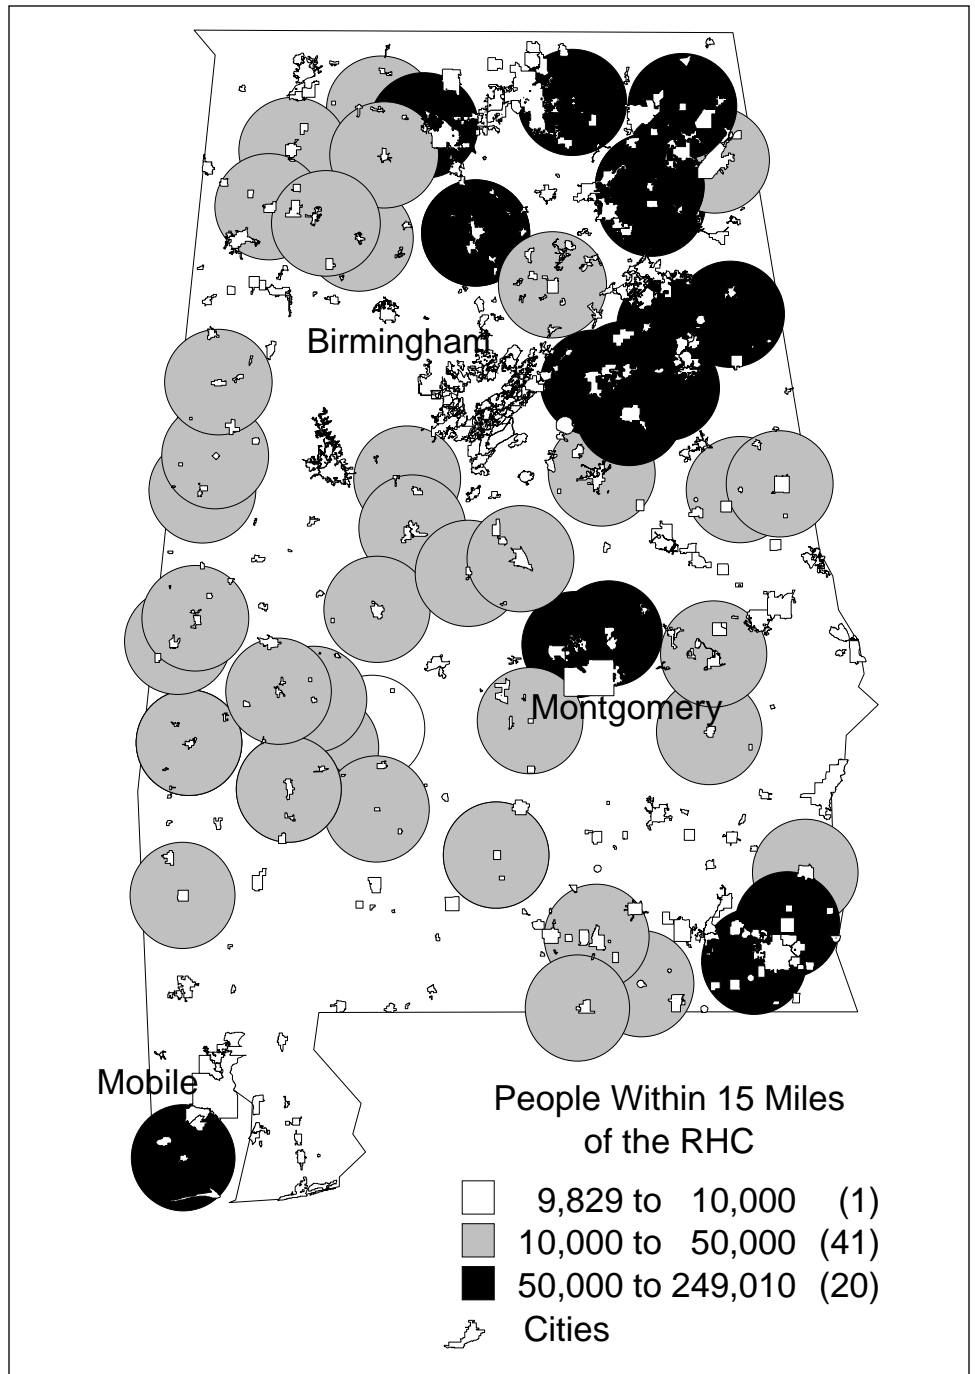 Birmingham
Montgomery
Mobile
People Within 15 Miles
of the RHC
9,829 to 10,000 (1)
10,000 to 50,000 (41)
50,000 to 249,010 (20)
Cities